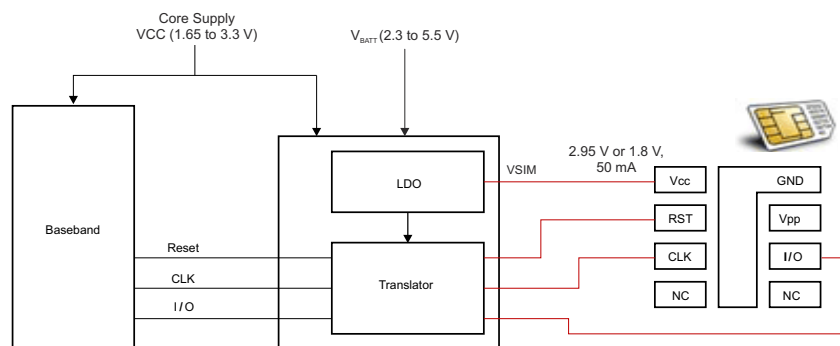 Core Supply
VCC (1.65 to 3.3 V)
VBATT (2.3 to 5.5 V)
2.95 V or 1.8 V,
50 mA
LDO
VSIM
Vcc
GND
RST
Vpp
Baseband
Reset
CLK
I/O
Translator
CLK
I/O
NC
NC